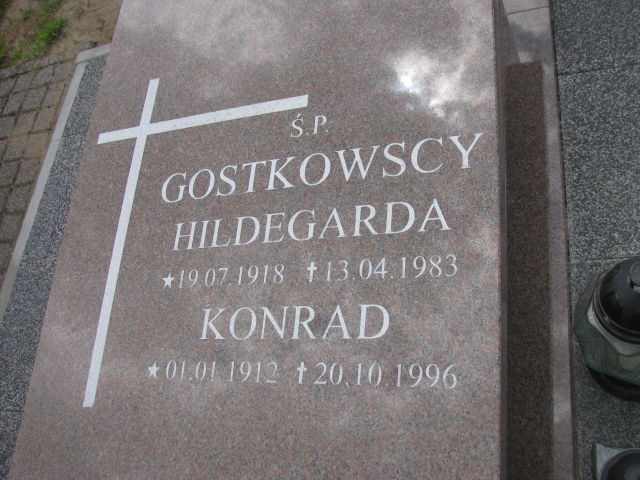 Ś.P.
GOSTKOWSCY
HILDEGARDA
★19.07.1918 ✝13.04.1983
KONRAD
★01.01.1912 ✝20.10.1996